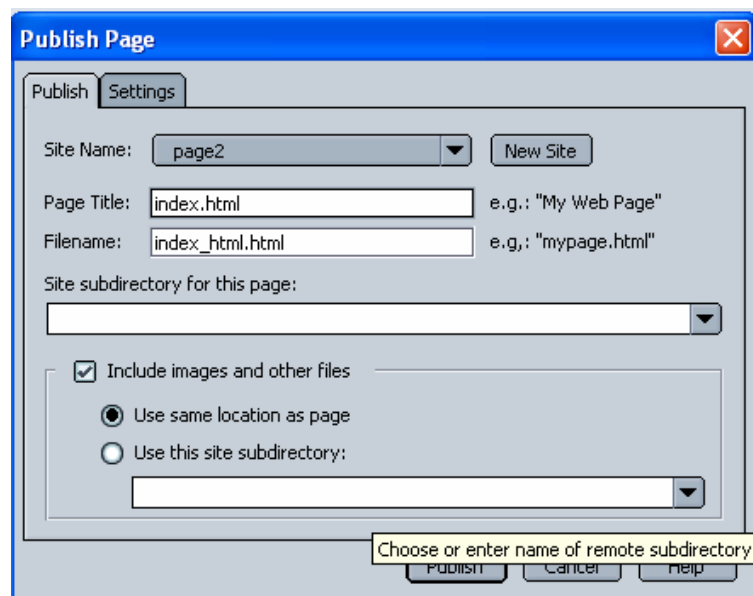 Publish Page
Publish Settings
Site Name: page2 New Site
Page Title: index.html e.g.: "My Web Page"
Filename: index_html.html e.g,: "mypage.html"
Site subdirectory for this page:
Include images and other files
Use same location as page
Use this site subdirectory:
Choose or enter name of remote subdirectory
Publish Cancel Help